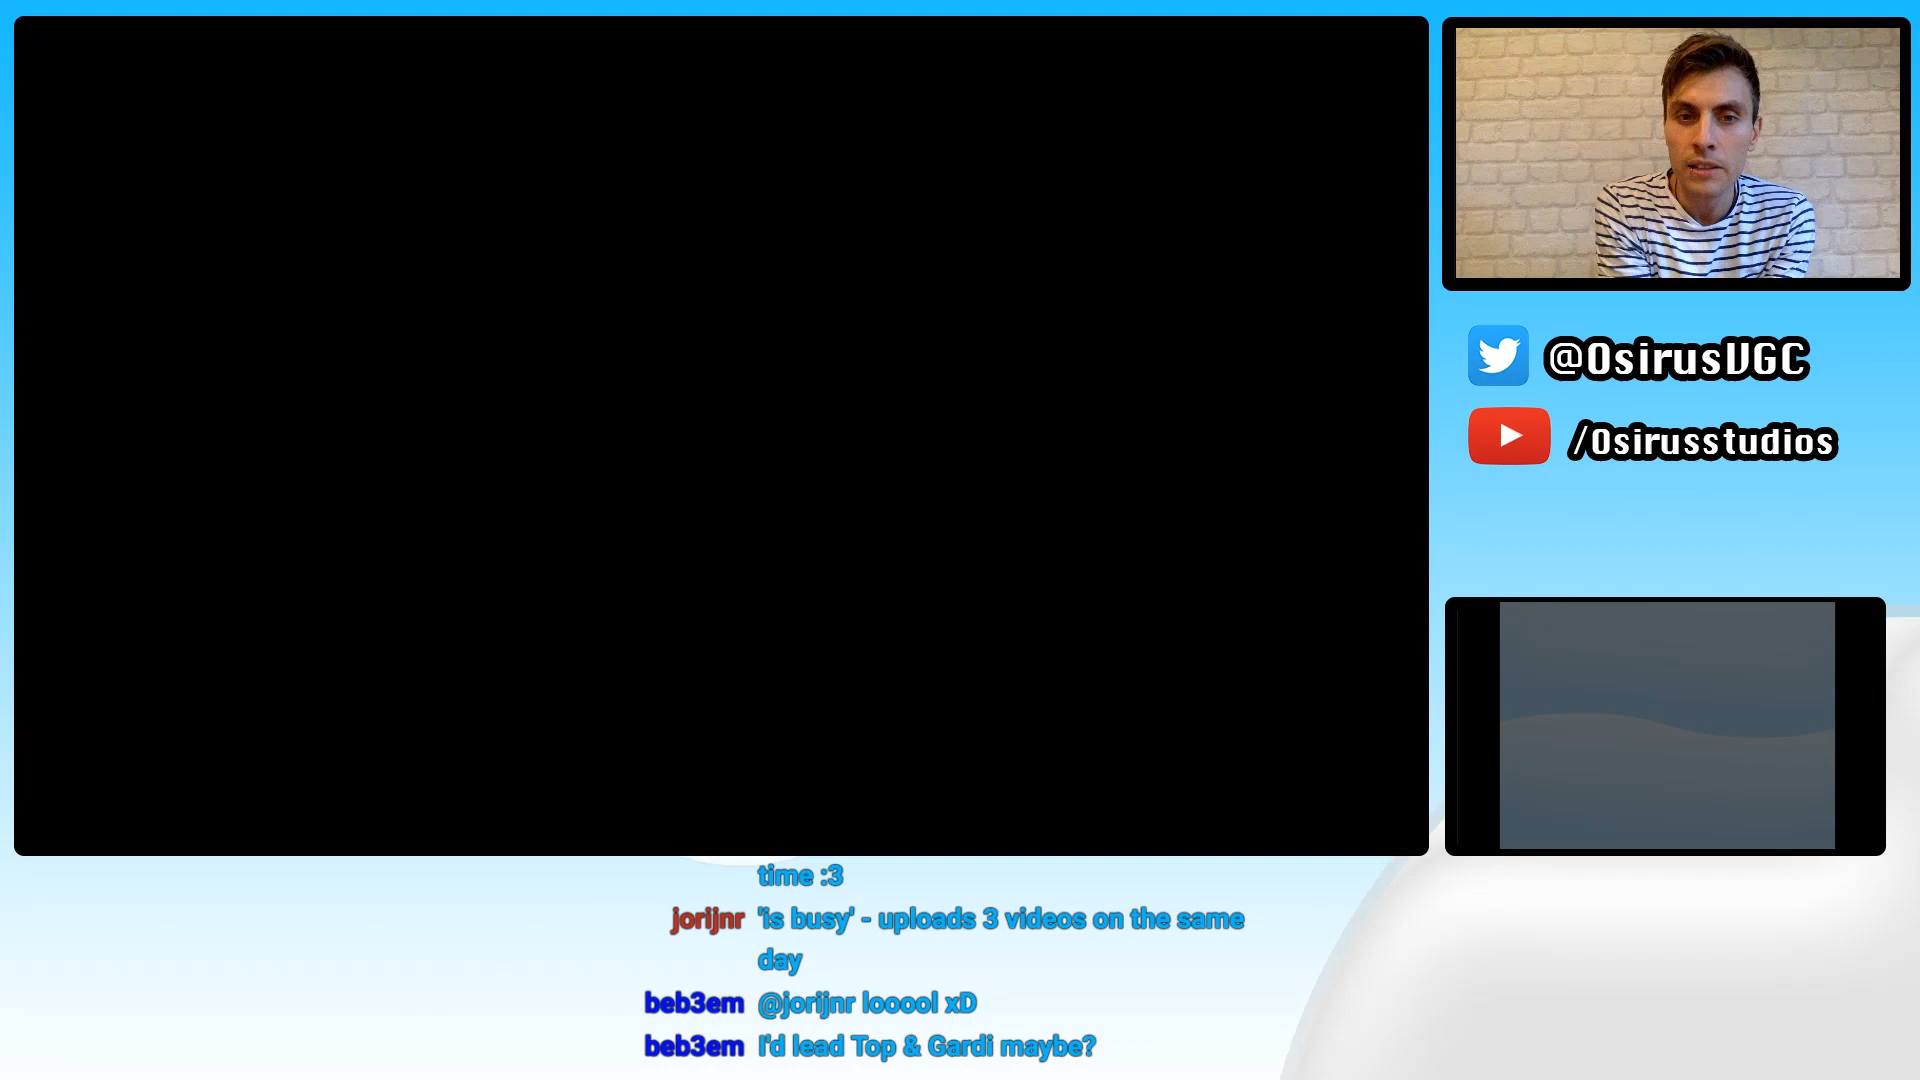 @OsirusVGC
/Osirusstudios
time :3
jorijnr 'is busy' - uploads 3 videos on the same
day
beb3em @jorijnr looool xD
beb3em I'd lead Top & Gardi maybe?